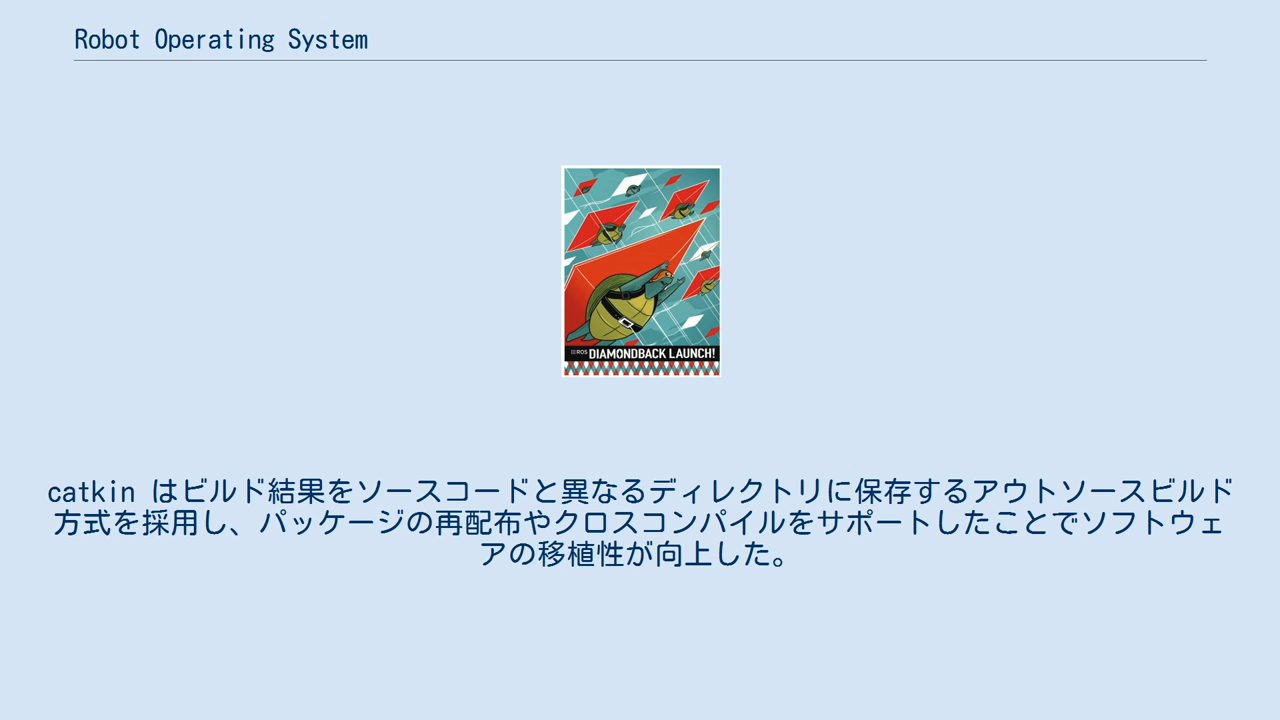 Robot Operating System
ROS DIAMONDBACK LAUNCH!
catkin はビルド結果をソースコードと異なるディレクトリに保存するアウトソースビルド
方式を採用し、パッケージの再配布やクロスコンパイルをサポートしたことでソフトウェ
アの移植性が向上した。